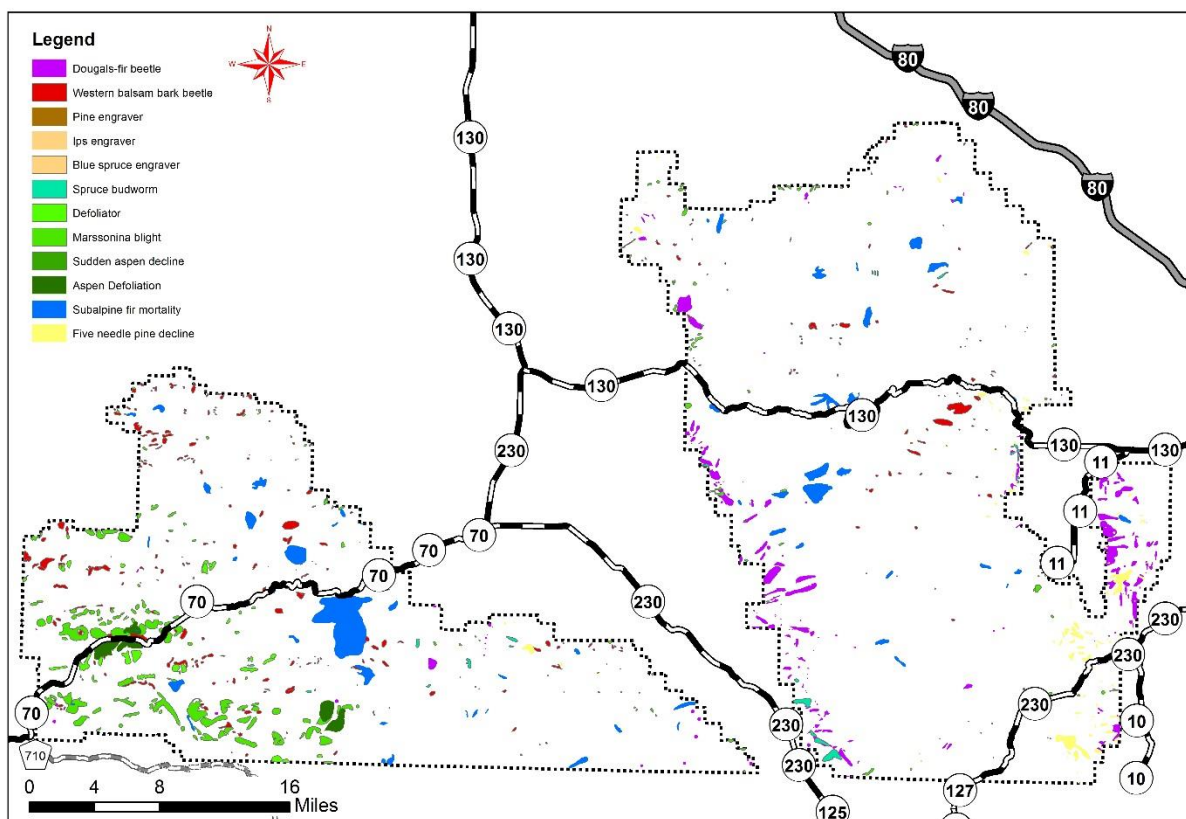 Legend
Dougals-fir beetle
Western balsam bark beetle
Pine engraver
Ips engraver
Blue spruce engraver
Spruce budworm
Defoliator
Marssonina blight
Sudden aspen decline
Aspen Defoliation
Subalpine fir mortality
Five needle pine decline
N
W E
S
80
80
80
130
130
130
130
130
130
130
230
11
11
11
70
70
70
70
70
230
230
230
230
230
230
10
10
127
125
710
0 4 8 16
Miles